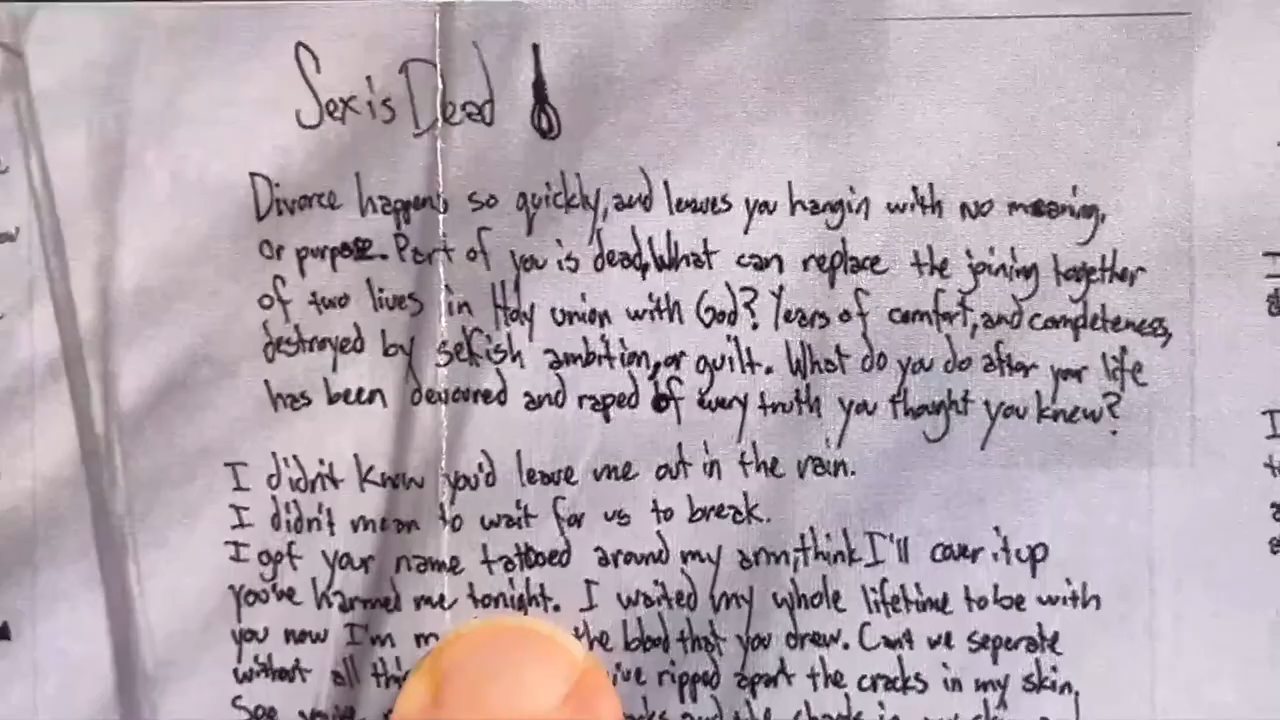 Sex is Dead
Divorce happens so quickly, and leaves you hangin with no meaning,
or purpose. Part of you is dead, What can replace the joining together
of two lives in Holy union with God? Years of comfort, and completeness,
destroyed by selfish ambition, or guilt. What do you do after your life
has been devoured and raped of every truth you thought you knew?
I didn't know you'd leave me out in the rain.
I didn't mean to wait for us to break.
I got your name tattooed around my arm, think I'll cover it up
you've harmed me tonight. I waited my whole lifetime to be with
you now I'm the blood that you drew. Cant we seperate
without all this ripped apart the cracks in my skin,
See and the